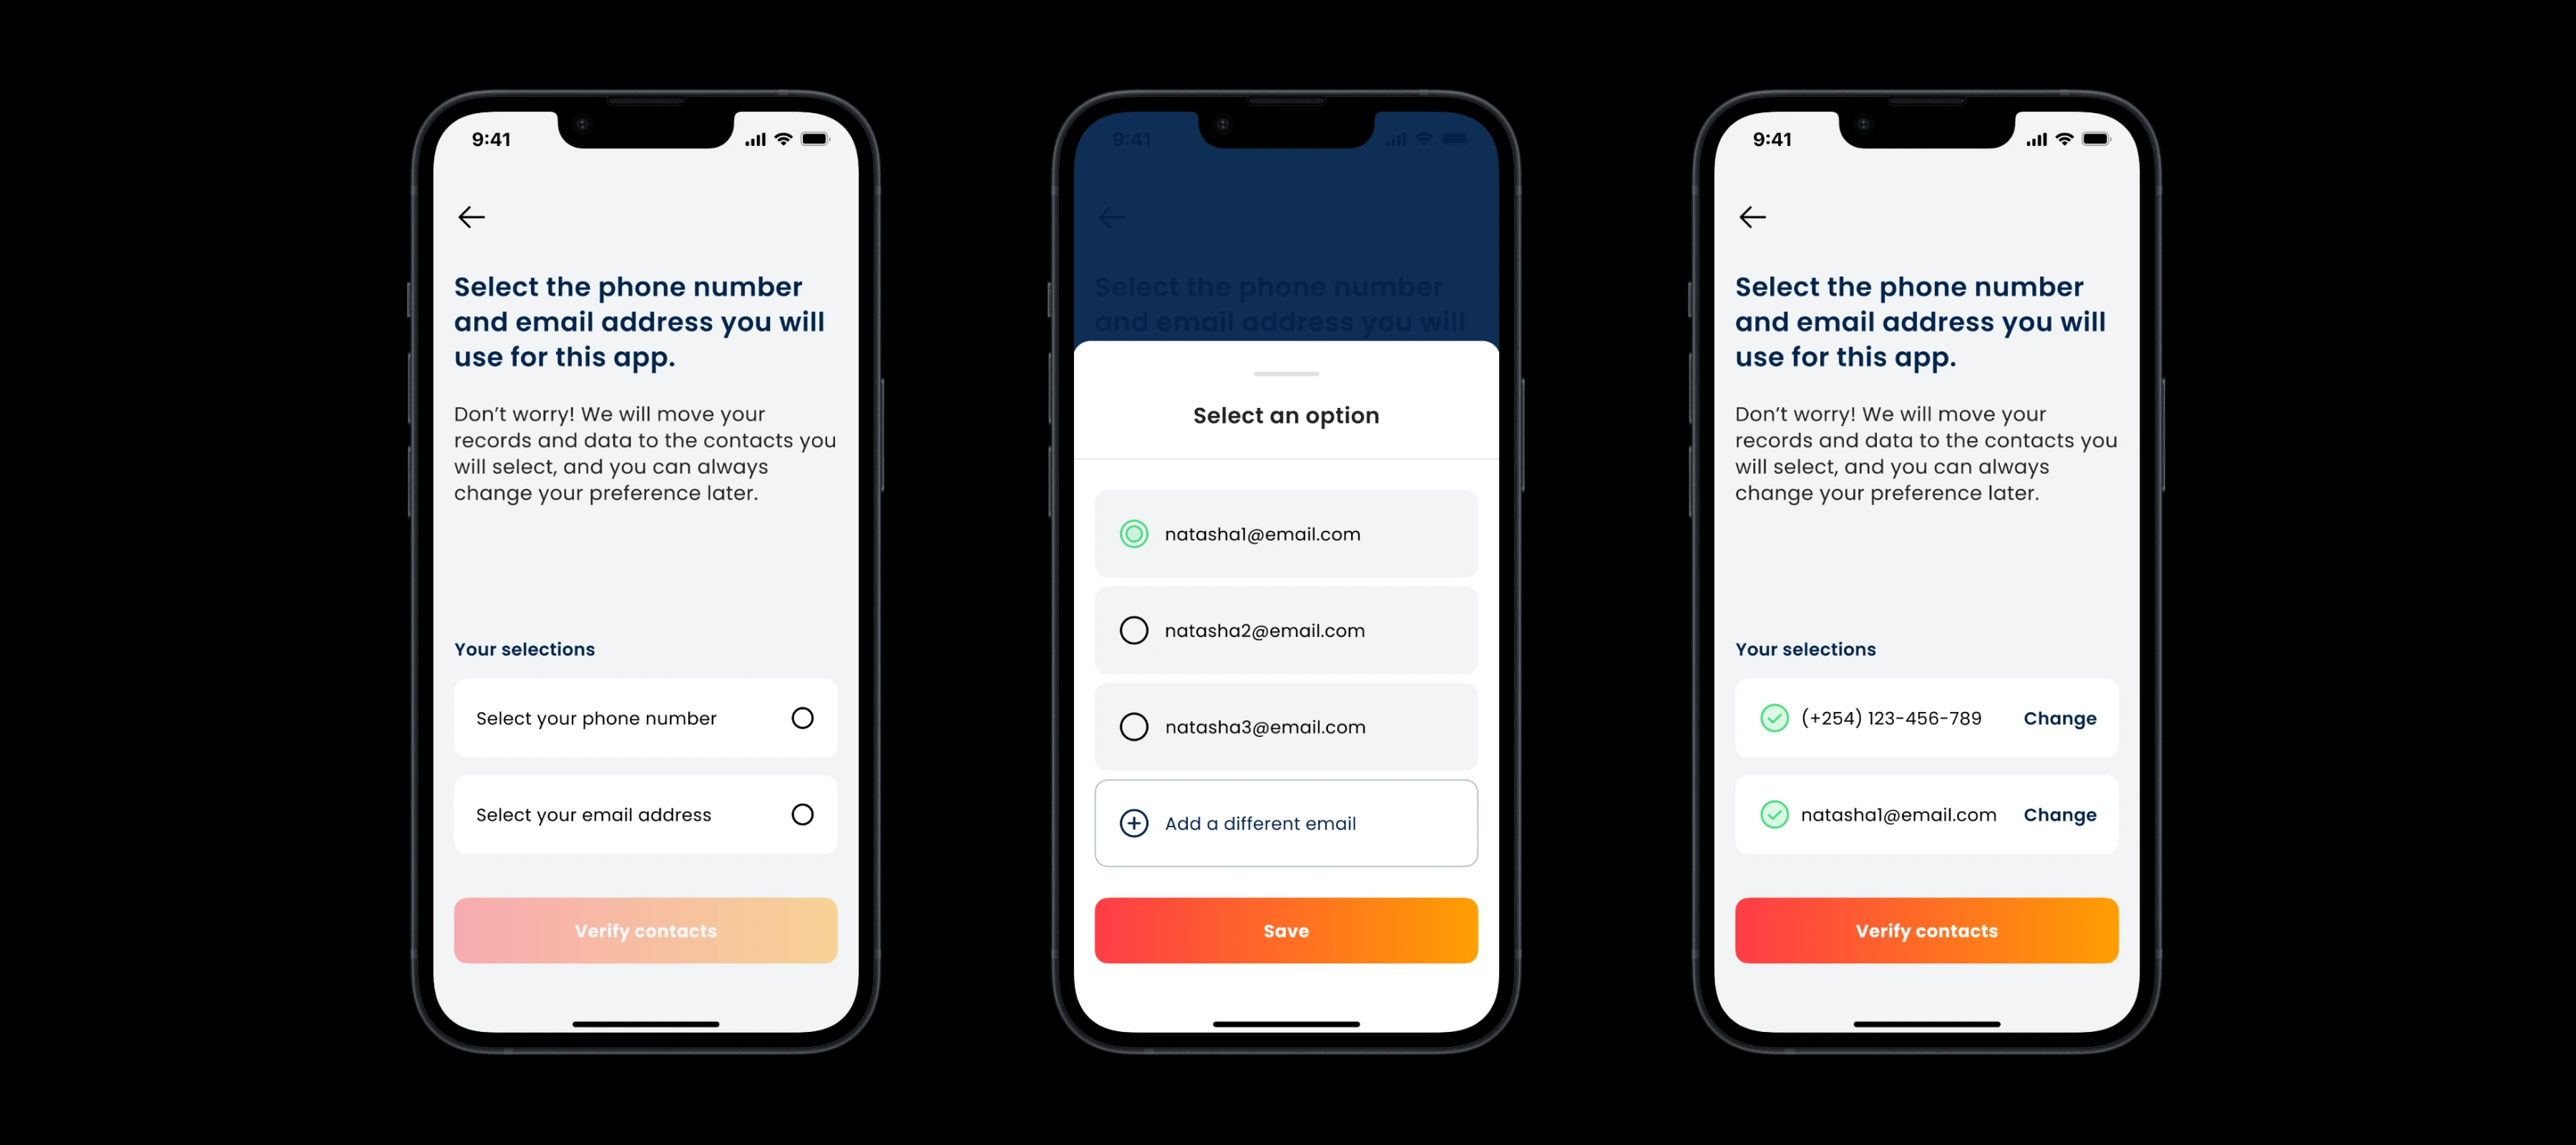 9:41
Select the phone number
and email address you will
use for this app.
Don’t worry! We will move your
records and data to the contacts you
will select, and you can always
change your preference later.
Your selections
Select your phone number
Select your email address
Verify contacts
9:41
Select the phone number
and email address you will
Select an option
natasha1@email.com
natasha2@email.com
natasha3@email.com
Add a different email
Save
9:41
Select the phone number
and email address you will
use for this app.
Don’t worry! We will move your
records and data to the contacts you
will select, and you can always
change your preference later.
Your selections
(+254) 123-456-789 Change
natasha1@email.com Change
Verify contacts